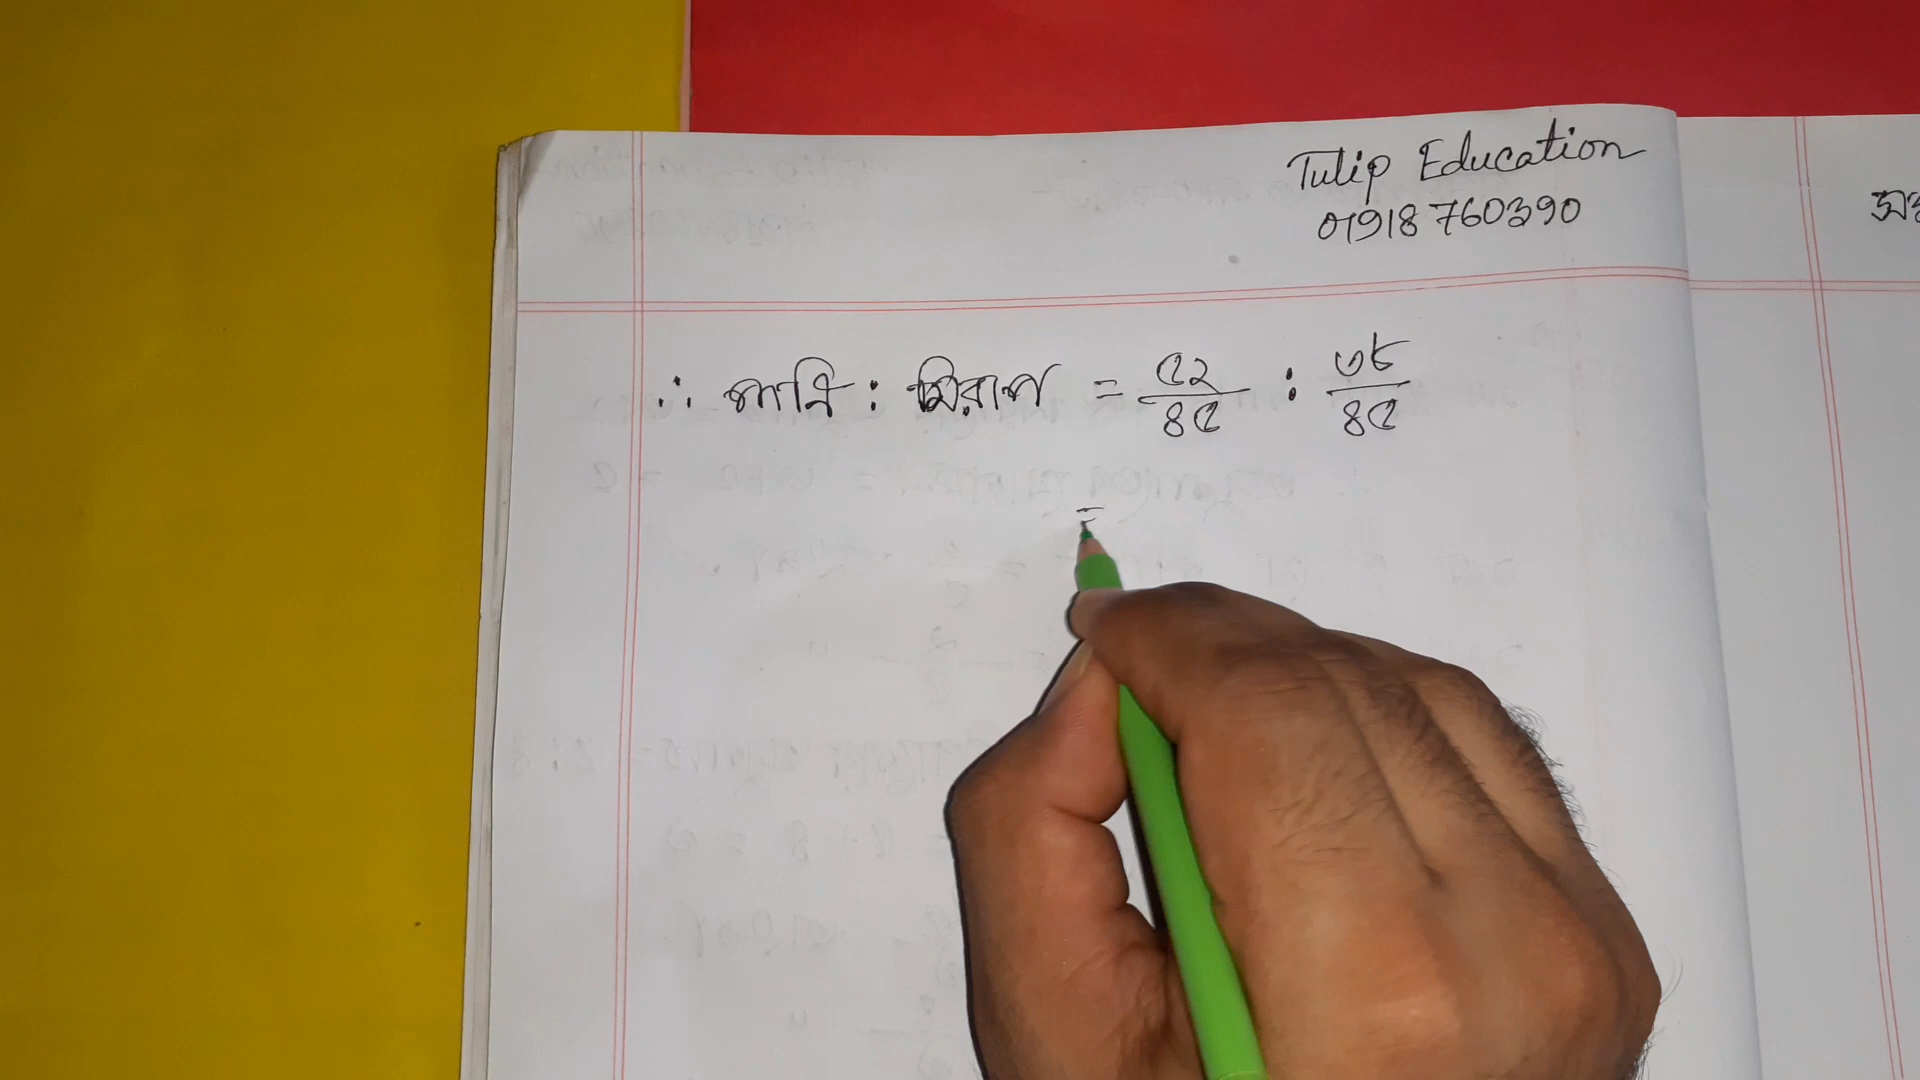 Tulip Education
01918760390
∴ পানি : সিরাপ = ৫২/৪৫ : ৩৮/৪৫
=